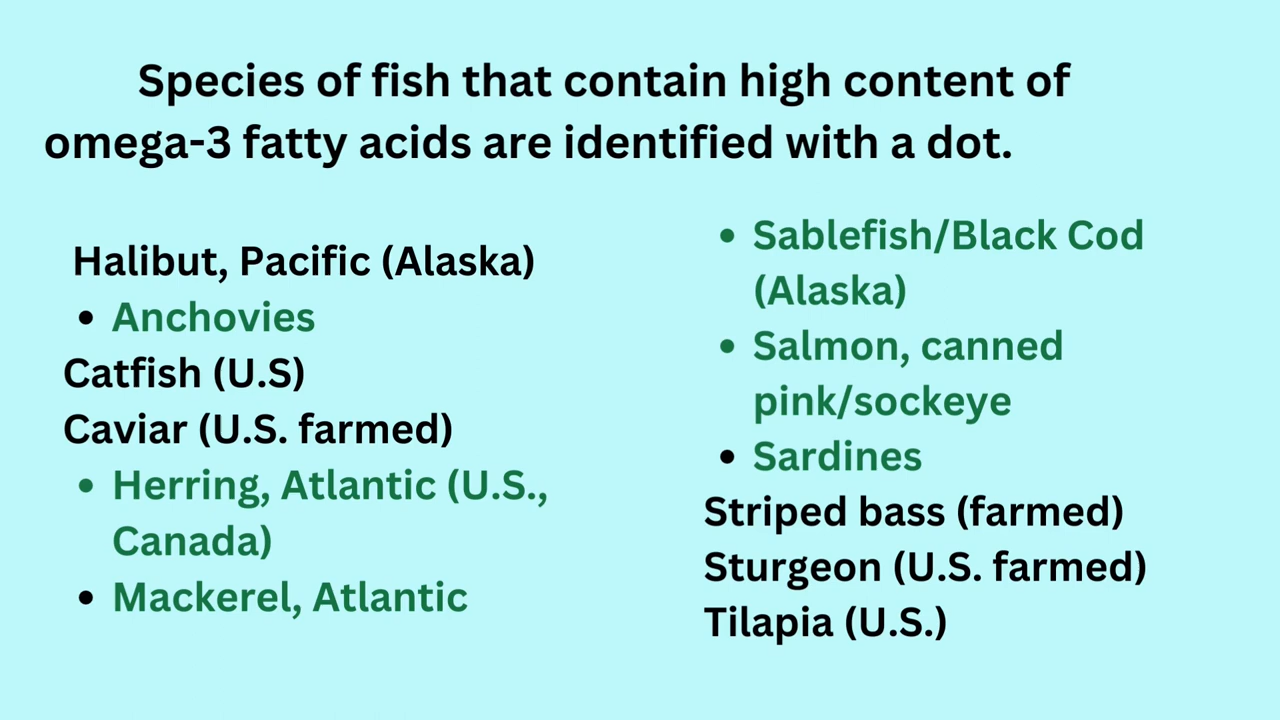 Species of fish that contain high content of
omega-3 fatty acids are identified with a dot.
Halibut, Pacific (Alaska)
• Anchovies
Catfish (U.S)
Caviar (U.S. farmed)
• Herring, Atlantic (U.S.,
Canada)
• Mackerel, Atlantic
• Sablefish/Black Cod
(Alaska)
• Salmon, canned
pink/sockeye
• Sardines
Striped bass (farmed)
Sturgeon (U.S. farmed)
Tilapia (U.S.)